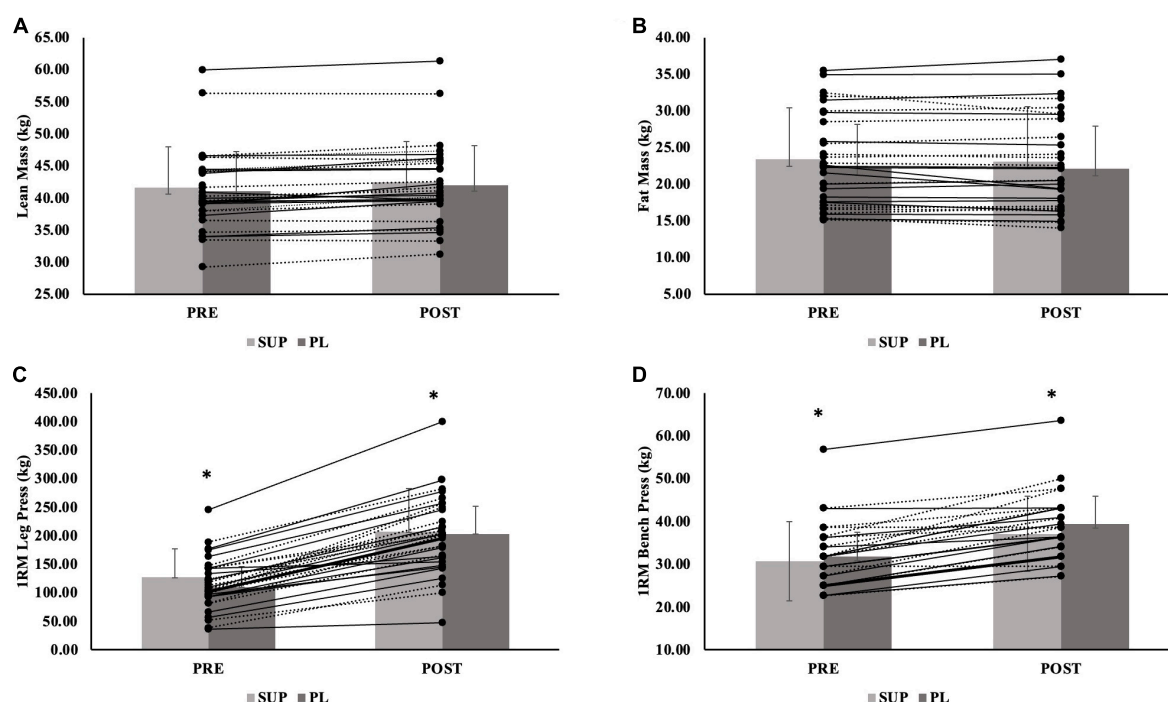 A
65.00
60.00
55.00
50.00
45.00
40.00
35.00
30.00
25.00
Lean Mass (kg)
PRE POST
SUP PL
B
40.00
35.00
30.00
25.00
20.00
15.00
10.00
5.00
Fat Mass (kg)
PRE POST
SUP PL
C
450.00
400.00
350.00
300.00
250.00
200.00
150.00
100.00
50.00
0.00
1RM Leg Press (kg)
* *
PRE POST
SUP PL
D
70.00
60.00
50.00
40.00
30.00
20.00
10.00
1RM Bench Press (kg)
* *
PRE POST
SUP PL